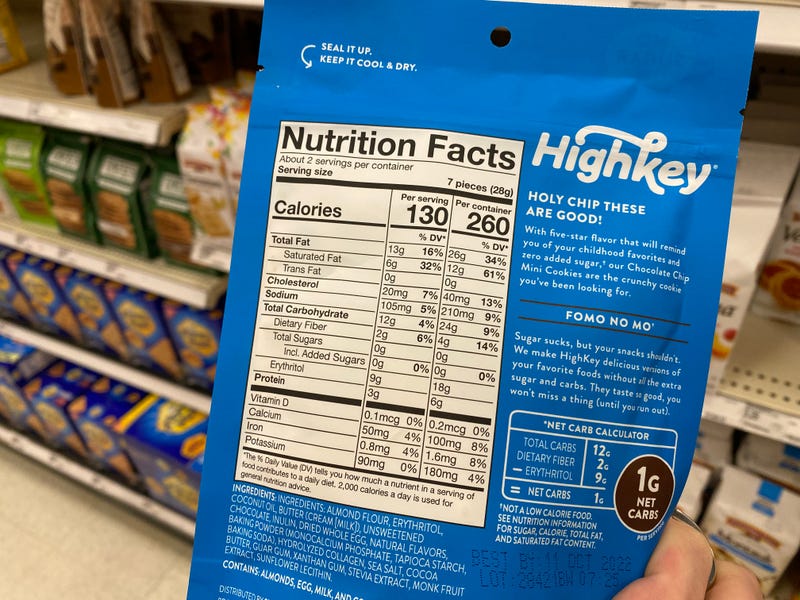 SEAL IT UP.
KEEP IT COOL & DRY.
Nutrition Facts
About 2 servings per container
Serving size 7 pieces (28g)
Calories Per serving 130 Per container 260
% DV* % DV*
Total Fat 13g 16% 26g 34%
Saturated Fat 6g 32% 12g 61%
Trans Fat 0g 0g
Cholesterol 20mg 7% 40mg 13%
Sodium 105mg 5% 210mg 9%
Total Carbohydrate 12g 4% 24g 9%
Dietary Fiber 2g 6% 4g 14%
Total Sugars 0g 0g
Incl. Added Sugars 0g 0% 0g 0%
Erythritol 9g 18g
Protein 3g 6g
Vitamin D 0.1mcg 0% 0.2mcg 0%
Calcium 50mg 4% 100mg 8%
Iron 0.8mg 4% 1.6mg 8%
Potassium 90mg 0% 180mg 4%
*The % Daily Value (DV) tells you how much a nutrient in a serving of
food contributes to a daily diet. 2,000 calories a day is used for
general nutrition advice.
INGREDIENTS: INGREDIENTS: ALMOND FLOUR, ERYTHRITOL,
COCONUT OIL, BUTTER (CREAM [MILK]), UNSWEETENED
CHOCOLATE, INULIN, DRIED WHOLE EGG, NATURAL FLAVORS,
BAKING POWDER (MONOCALCIUM PHOSPHATE, TAPIOCA STARCH,
BAKING SODA), HYDROLYZED COLLAGEN, SEA SALT, COCOA
BUTTER, GUAR GUM, XANTHAN GUM, STEVIA EXTRACT, MONK FRUIT
EXTRACT, SUNFLOWER LECITHIN.
CONTAINS: ALMONDS, EGG, MILK, AND
DISTRIBUTED
HighKey
HOLY CHIP THESE
ARE GOOD!
With five-star flavor that will remind
you of your childhood favorites and
zero added sugar,† our Chocolate Chip
Mini Cookies are the crunchy cookie
you've been looking for.
FOMO NO MO'
Sugar sucks, but your snacks shouldn't.
We make HighKey delicious versions of
your favorite foods without all the extra
sugar and carbs. They taste so good, you
won't miss a thing (until you run out).
*NET CARB CALCULATOR
TOTAL CARBS 12G
DIETARY FIBER 2G
– ERYTHRITOL 9G
= NET CARBS 1G
1G
NET
CARBS
PER SERVING
†NOT A LOW CALORIE FOOD.
SEE NUTRITION INFORMATION
FOR SUGAR, CALORIE, TOTAL FAT,
AND SATURATED FAT CONTENT.
BEST BY: 11 OCT 2022
LOT: 28421BW 07:25